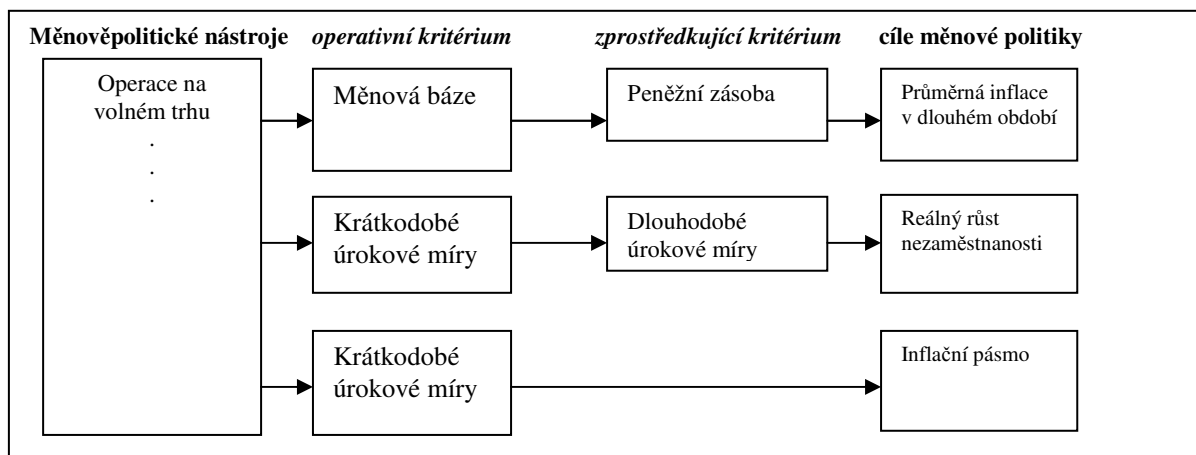 Měnověpolitické nástroje
operativní kritérium
zprostředkující kritérium
cíle měnové politiky
Operace na
volném trhu
.
.
.
Měnová báze
Peněžní zásoba
Průměrná inflace
v dlouhém období
Krátkodobé
úrokové míry
Dlouhodobé
úrokové míry
Reálný růst
nezaměstnanosti
Krátkodobé
úrokové míry
Inflační pásmo